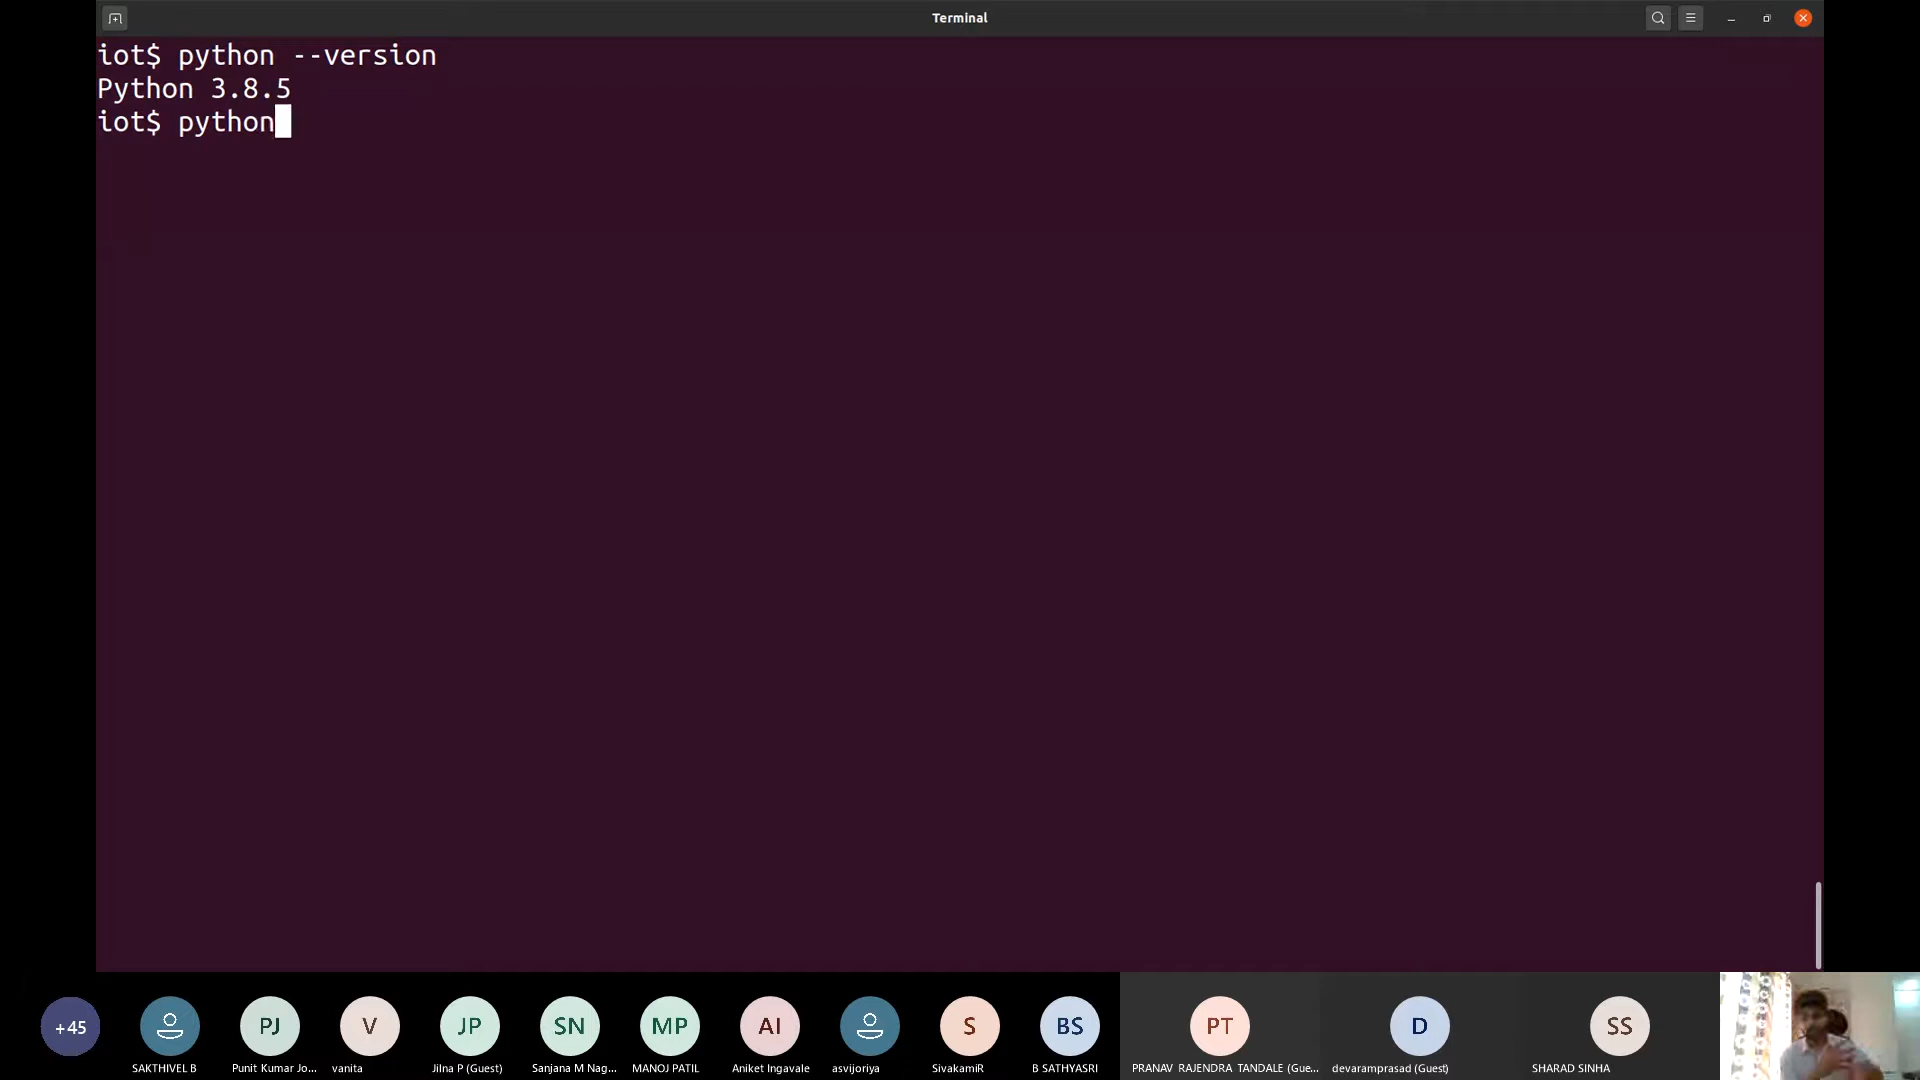 Terminal
iot$ python --version
Python 3.8.5
iot$ python
+45
PJ
V
JP
SN
MP
AI
S
BS
PT
D
SS
SAKTHIVEL B
Punit Kumar Jo...
vanita
Jilna P (Guest)
Sanjana M Nag...
MANOJ PATIL
Aniket Ingavale
asvijoriya
SivakamiR
B SATHYASRI
PRANAV RAJENDRA TANDALE (Gue...
devaramprasad (Guest)
SHARAD SINHA